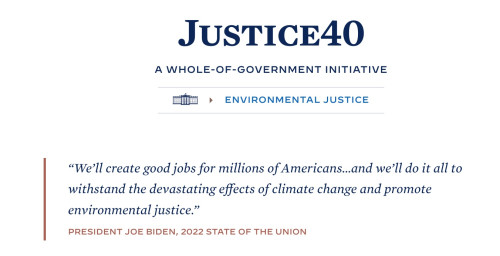 JUSTICE40
A WHOLE-OF-GOVERNMENT INITIATIVE
ENVIRONMENTAL JUSTICE
“We’ll create good jobs for millions of Americans...and we’ll do it all to
withstand the devastating effects of climate change and promote
environmental justice.”
PRESIDENT JOE BIDEN, 2022 STATE OF THE UNION